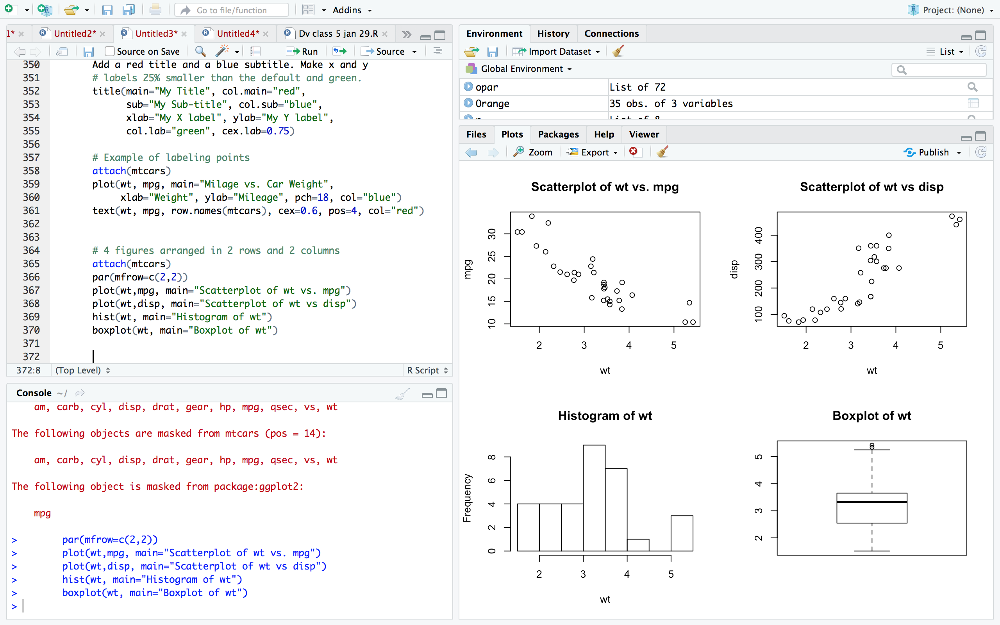 Go to file/function
Addins
Project: (None)
1*
Untitled2*
Untitled3*
Untitled4*
Dv class 5 jan 29.R
Source on Save
Run
Source
350 Add a red title and a blue subtitle. Make x and y
351 # labels 25% smaller than the default and green.
352 title(main="My Title", col.main="red",
353 sub="My Sub-title", col.sub="blue",
354 xlab="My X label", ylab="My Y label",
355 col.lab="green", cex.lab=0.75)
356
357 # Example of labeling points
358 attach(mtcars)
359 plot(wt, mpg, main="Milage vs. Car Weight",
360 xlab="Weight", ylab="Mileage", pch=18, col="blue")
361 text(wt, mpg, row.names(mtcars), cex=0.6, pos=4, col="red")
362
363
364 # 4 figures arranged in 2 rows and 2 columns
365 attach(mtcars)
366 par(mfrow=c(2,2))
367 plot(wt,mpg, main="Scatterplot of wt vs. mpg")
368 plot(wt,disp, main="Scatterplot of wt vs disp")
369 hist(wt, main="Histogram of wt")
370 boxplot(wt, main="Boxplot of wt")
371
372
372:8 (Top Level) R Script
Console ~/
am, carb, cyl, disp, drat, gear, hp, mpg, qsec, vs, wt
The following objects are masked from mtcars (pos = 14):
am, carb, cyl, disp, drat, gear, hp, mpg, qsec, vs, wt
The following object is masked from package:ggplot2:
mpg
> par(mfrow=c(2,2))
> plot(wt,mpg, main="Scatterplot of wt vs. mpg")
> plot(wt,disp, main="Scatterplot of wt vs disp")
> hist(wt, main="Histogram of wt")
> boxplot(wt, main="Boxplot of wt")
>
Environment History Connections
Import Dataset
List
Global Environment
opar List of 72
Orange 35 obs. of 3 variables
Files Plots Packages Help Viewer
Zoom Export Publish
Scatterplot of wt vs. mpg
mpg
10 15 20 25 30
2 3 4 5
wt
Scatterplot of wt vs disp
disp
100 200 300 400
2 3 4 5
wt
Histogram of wt
Frequency
0 2 4 6 8
2 3 4 5
wt
Boxplot of wt
2 3 4 5